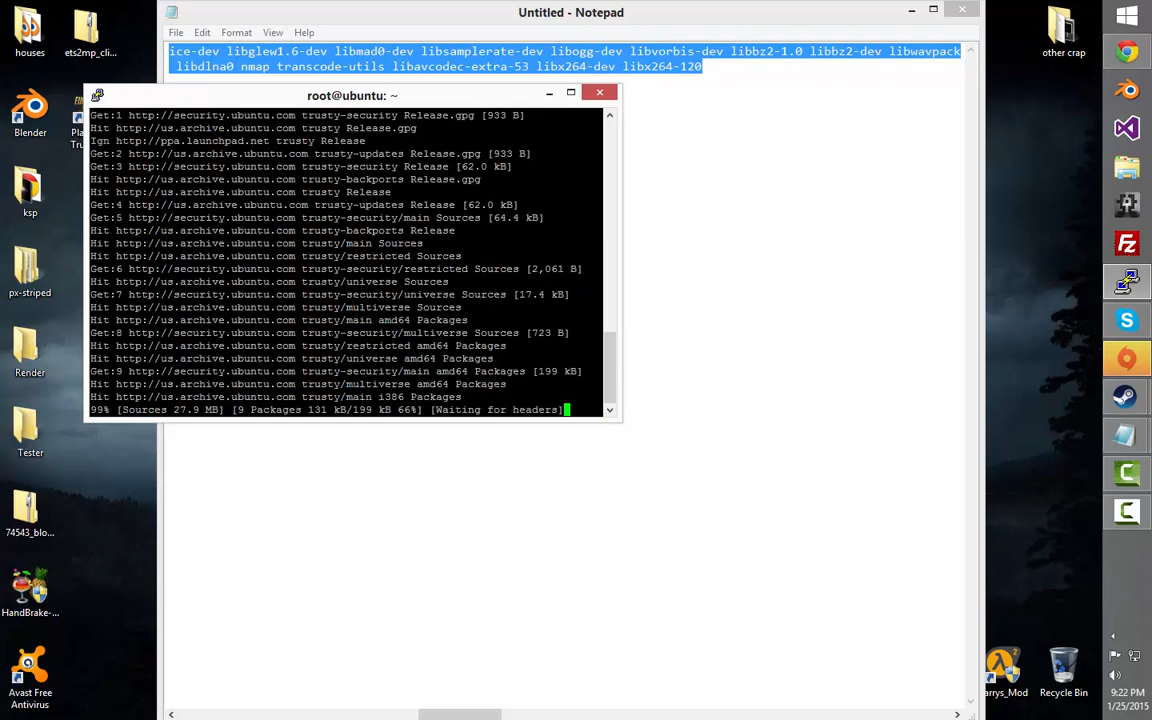 houses
ets2mp_cli...
Untitled - Notepad
File Edit Format View Help
ice-dev libglew1.6-dev libmad0-dev libsamplerate-dev libogg-dev libvorbis-dev libbz2-1.0 libbz2-dev libwavpack
libdlna0 nmap transcode-utils libavcodec-extra-53 libx264-dev libx264-120
other crap
root@ubuntu: ~
Get:1 http://security.ubuntu.com trusty-security Release.gpg [933 B]
Hit http://us.archive.ubuntu.com trusty Release.gpg
Ign http://ppa.launchpad.net trusty Release
Get:2 http://us.archive.ubuntu.com trusty-updates Release.gpg [933 B]
Get:3 http://security.ubuntu.com trusty-security Release [62.0 kB]
Hit http://us.archive.ubuntu.com trusty-backports Release.gpg
Hit http://us.archive.ubuntu.com trusty Release
Get:4 http://us.archive.ubuntu.com trusty-updates Release [62.0 kB]
Get:5 http://security.ubuntu.com trusty-security/main Sources [64.4 kB]
Hit http://us.archive.ubuntu.com trusty-backports Release
Hit http://us.archive.ubuntu.com trusty/main Sources
Hit http://us.archive.ubuntu.com trusty/restricted Sources
Get:6 http://security.ubuntu.com trusty-security/restricted Sources [2,061 B]
Hit http://us.archive.ubuntu.com trusty/universe Sources
Get:7 http://security.ubuntu.com trusty-security/universe Sources [17.4 kB]
Hit http://us.archive.ubuntu.com trusty/multiverse Sources
Hit http://us.archive.ubuntu.com trusty/main amd64 Packages
Get:8 http://security.ubuntu.com trusty-security/multiverse Sources [723 B]
Hit http://us.archive.ubuntu.com trusty/restricted amd64 Packages
Hit http://us.archive.ubuntu.com trusty/universe amd64 Packages
Get:9 http://security.ubuntu.com trusty-security/main amd64 Packages [199 kB]
Hit http://us.archive.ubuntu.com trusty/multiverse amd64 Packages
Hit http://us.archive.ubuntu.com trusty/main i386 Packages
99% [Sources 27.9 MB] [9 Packages 131 kB/199 kB 66%] [Waiting for headers]
Blender
Pla
Tru
ksp
px-striped
Render
Tester
74543_blo...
HandBrake-...
Avast Free
Antivirus
arrys_Mod
Recycle Bin
9:22 PM
1/25/2015